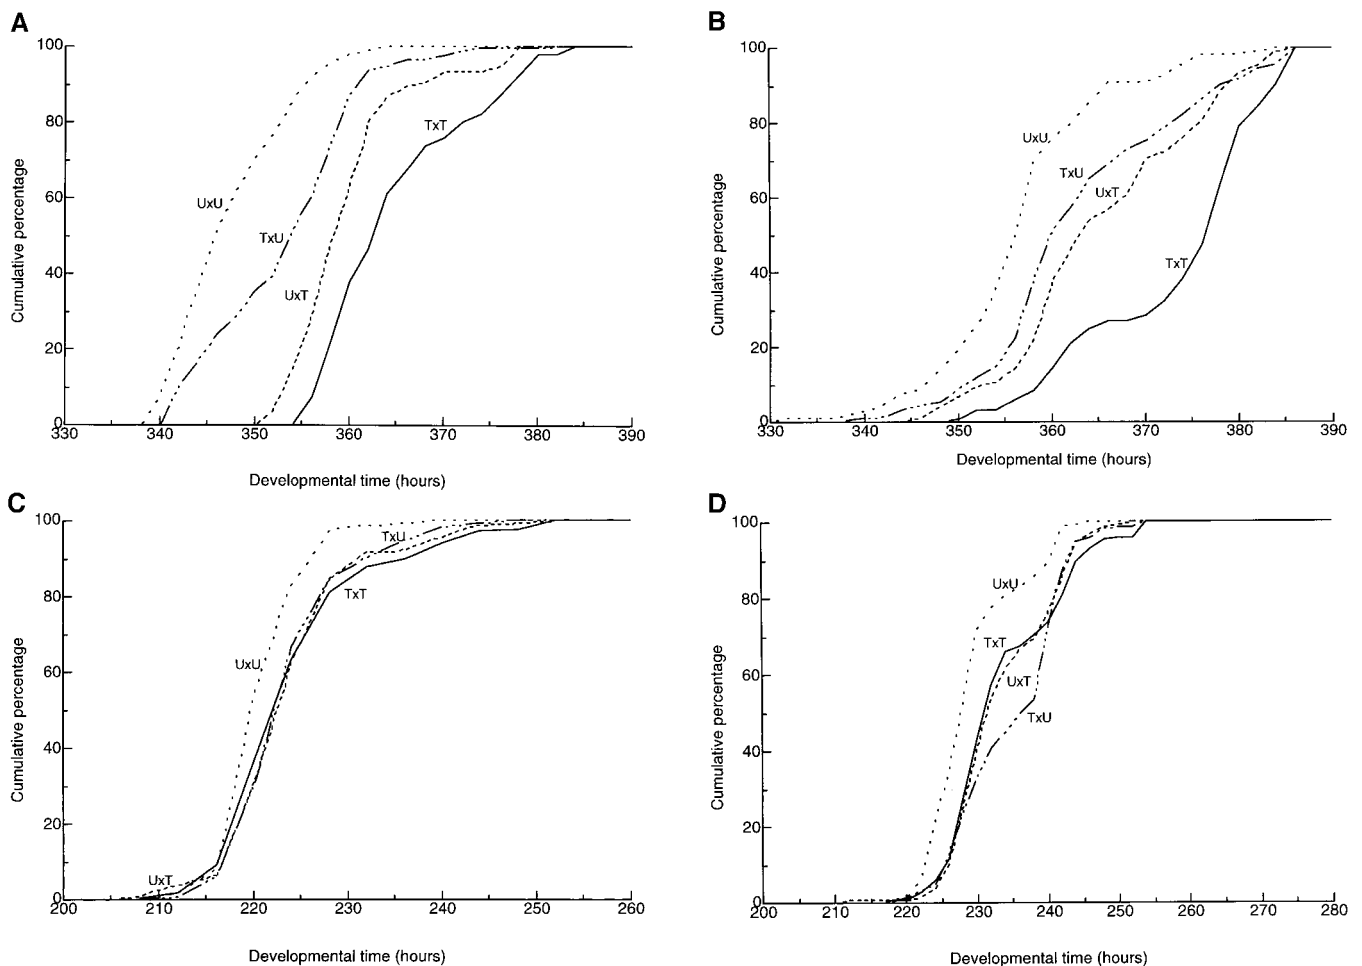 A
100
80
60
40
20
0
Cumulative percentage
UxU
TxU
UxT
TxT
330 340 350 360 370 380 390
Developmental time (hours)
B
100
80
60
40
20
0
Cumulative percentage
UxU
TxU
UxT
TxT
330 340 350 360 370 380 390
Developmental time (hours)
C
100
80
60
40
20
0
Cumulative percentage
TxU
TxT
UxU
UxT
200 210 220 230 240 250 260
Developmental time (hours)
D
100
80
60
40
20
0
Cumulative percentage
UxU
TxT
UxT
TxU
200 210 220 230 240 250 260 270 280
Developmental time (hours)